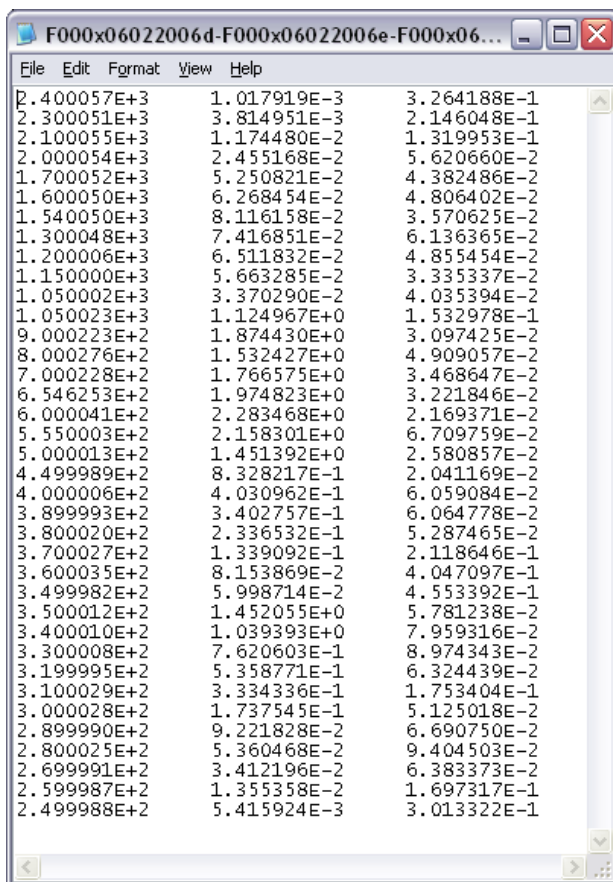 F000x06022006d-F000x06022006e-F000x06...
File Edit Format View Help
2.400057E+3 1.017919E-3 3.264188E-1
2.300051E+3 3.814951E-3 2.146048E-1
2.100055E+3 1.174480E-2 1.319953E-1
2.000054E+3 2.455168E-2 5.620660E-2
1.700052E+3 5.250821E-2 4.382486E-2
1.600050E+3 6.268454E-2 4.806402E-2
1.540050E+3 8.116158E-2 3.570625E-2
1.300048E+3 7.416851E-2 6.136365E-2
1.200006E+3 6.511832E-2 4.855454E-2
1.150000E+3 5.663285E-2 3.335337E-2
1.050002E+3 3.370290E-2 4.035394E-2
1.050023E+3 1.124967E+0 1.532978E-1
9.000223E+2 1.874430E+0 3.097425E-2
8.000276E+2 1.532427E+0 4.909057E-2
7.000228E+2 1.766575E+0 3.468647E-2
6.546253E+2 1.974823E+0 3.221846E-2
6.000041E+2 2.283468E+0 2.169371E-2
5.550003E+2 2.158301E+0 6.709759E-2
5.000013E+2 1.451392E+0 2.580857E-2
4.499989E+2 8.328217E-1 2.041169E-2
4.000006E+2 4.030962E-1 6.059084E-2
3.899993E+2 3.402757E-1 6.064778E-2
3.800020E+2 2.336532E-1 5.287465E-2
3.700027E+2 1.339092E-1 2.118646E-1
3.600035E+2 8.153869E-2 4.047097E-1
3.499982E+2 5.998714E-2 4.553392E-1
3.500012E+2 1.452055E+0 5.781238E-2
3.400010E+2 1.039393E+0 7.959316E-2
3.300008E+2 7.620603E-1 8.974343E-2
3.199995E+2 5.358771E-1 6.324439E-2
3.100029E+2 3.334336E-1 1.753404E-1
3.000028E+2 1.737545E-1 5.125018E-2
2.899990E+2 9.221828E-2 6.690750E-2
2.800025E+2 5.360468E-2 9.404503E-2
2.699991E+2 3.412196E-2 6.383373E-2
2.599987E+2 1.355358E-2 1.697317E-1
2.499988E+2 5.415924E-3 3.013322E-1